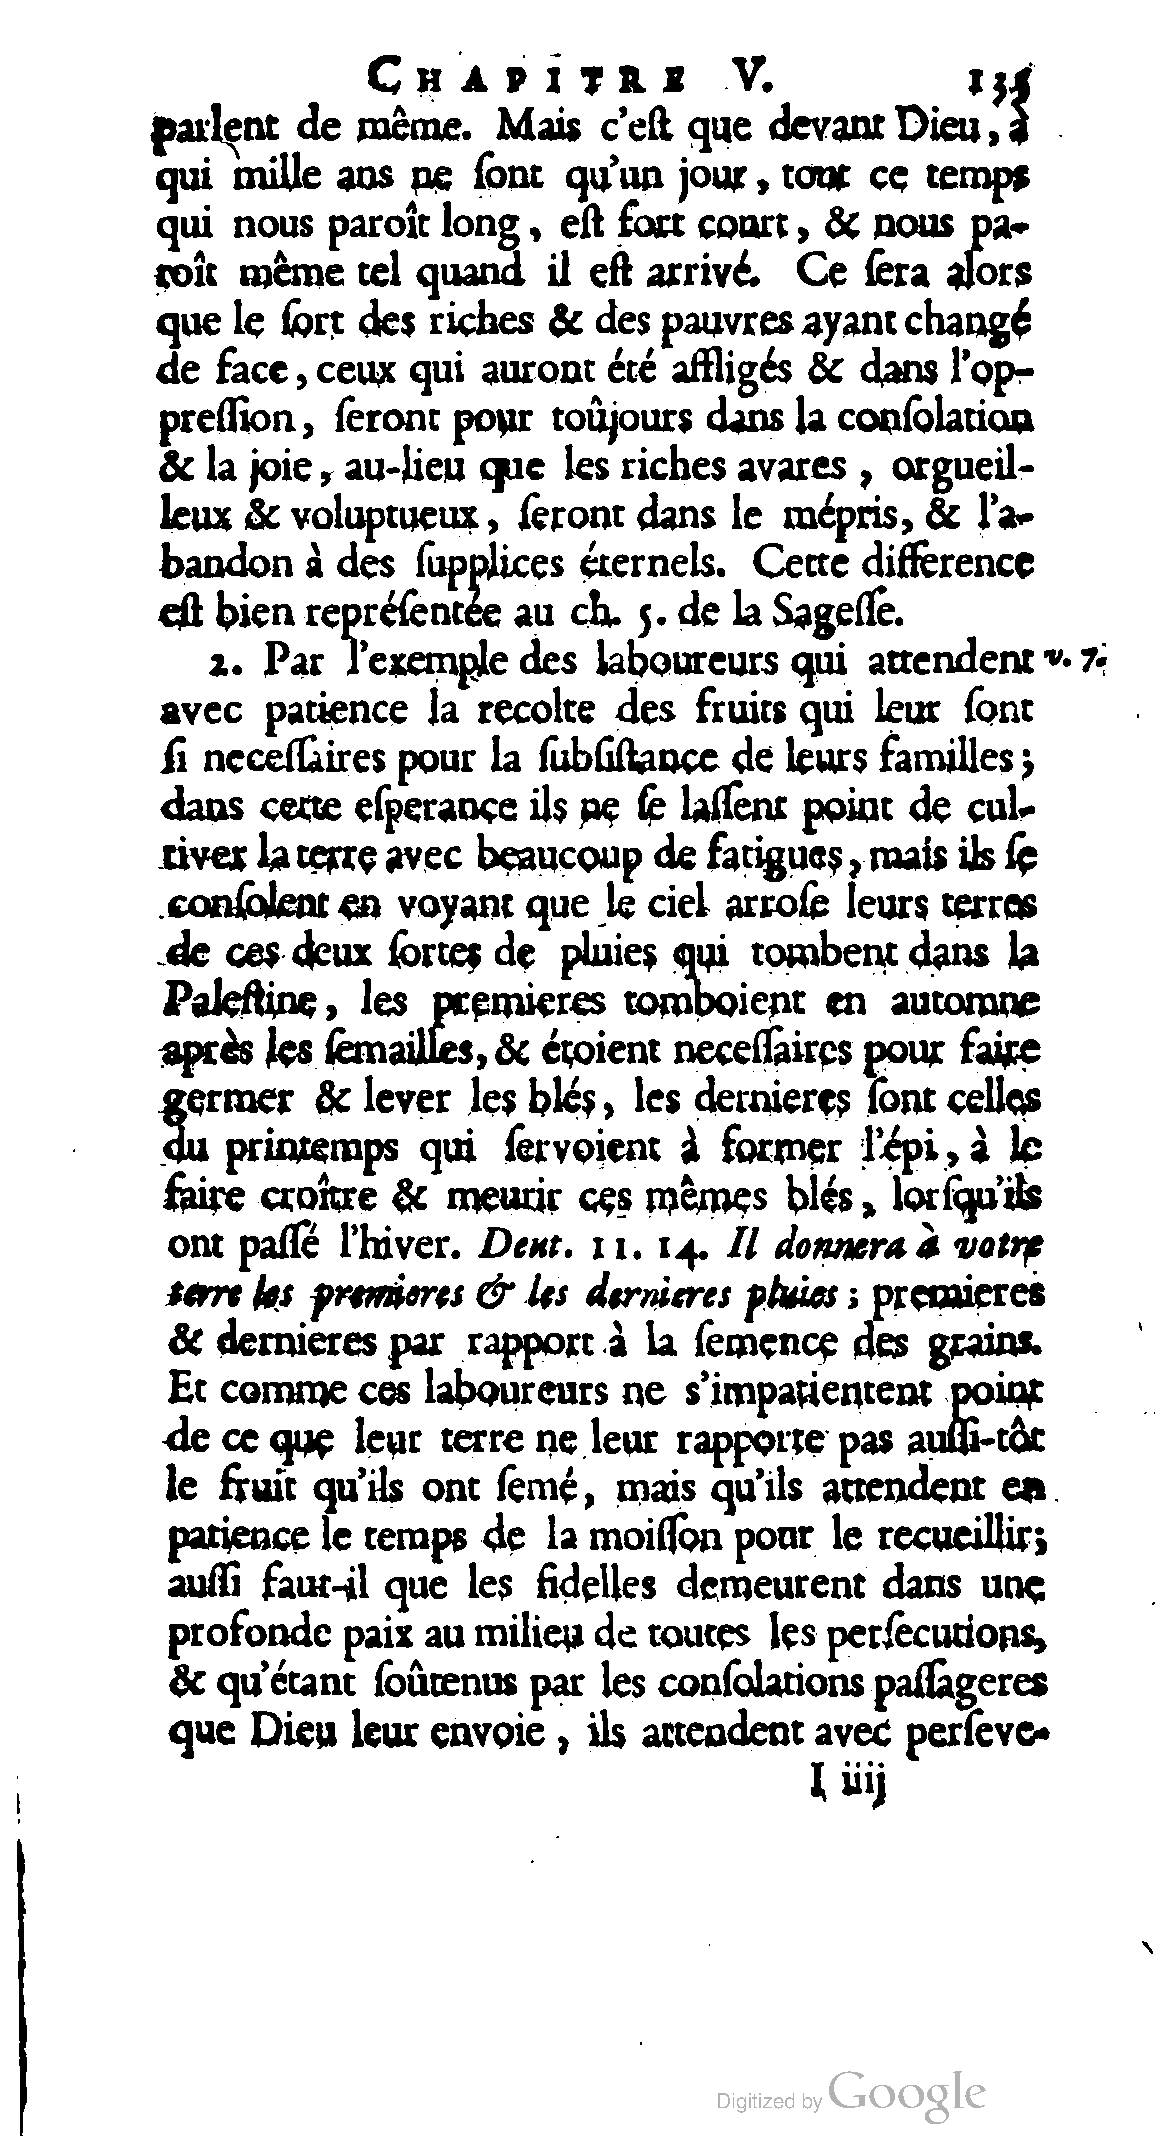 CHAPITRE V. 135
parlent de même. Mais c'eſt que devant Dieu, à
qui mille ans ne ſont qu'un jour, tout ce temps
qui nous paroît long, eſt fort court, & nous pa-
roît même tel quand il eſt arrivé. Ce ſera alors
que le ſort des riches & des pauvres ayant changé
de face, ceux qui auront été affligés & dans l'op-
preſſion, ſeront pour toûjours dans la conſolation
& la joie, au-lieu que les riches avares, orgueil-
leux & voluptueux, ſeront dans le mépris, & l'a-
bandon à des ſupplices éternels. Cette difference
eſt bien repréſentée au ch. 5. de la Sageſſe.
2. Par l'exemple des laboureurs qui attendent v. 7.
avec patience la recolte des fruits qui leur ſont
ſi neceſſaires pour la ſubſiſtance de leurs familles;
dans cette eſperance ils ne ſe laſſent point de cul-
tiver la terre avec beaucoup de fatigues, mais ils ſe
conſolent en voyant que le ciel arroſe leurs terres
de ces deux ſortes de pluies qui tombent dans la
Paleſtine, les premieres tomboient en automne
après les ſemailles, & étoient neceſſaires pour faire
germer & lever les blés, les dernieres ſont celles
du printemps qui ſervoient à former l'épi, à le
faire croître & meurir ces mêmes blés, lorſqu'ils
ont paſſé l'hiver. Deut. 11. 14. Il donnera à votre
terre les premieres & les dernieres pluies; premieres
& dernieres par rapport à la ſemence des grains.
Et comme ces laboureurs ne s'impatientent point
de ce que leur terre ne leur rapporte pas auſſi-tôt
le fruit qu'ils ont ſemé, mais qu'ils attendent en
patience le temps de la moiſſon pour le recueillir;
auſſi faut-il que les fidelles demeurent dans une
profonde paix au milieu de toutes les perſecutions,
& qu'étant ſoûtenus par les conſolations paſſageres
que Dieu leur envoie, ils attendent avec perſeve-
I iiij
Digitized by Google